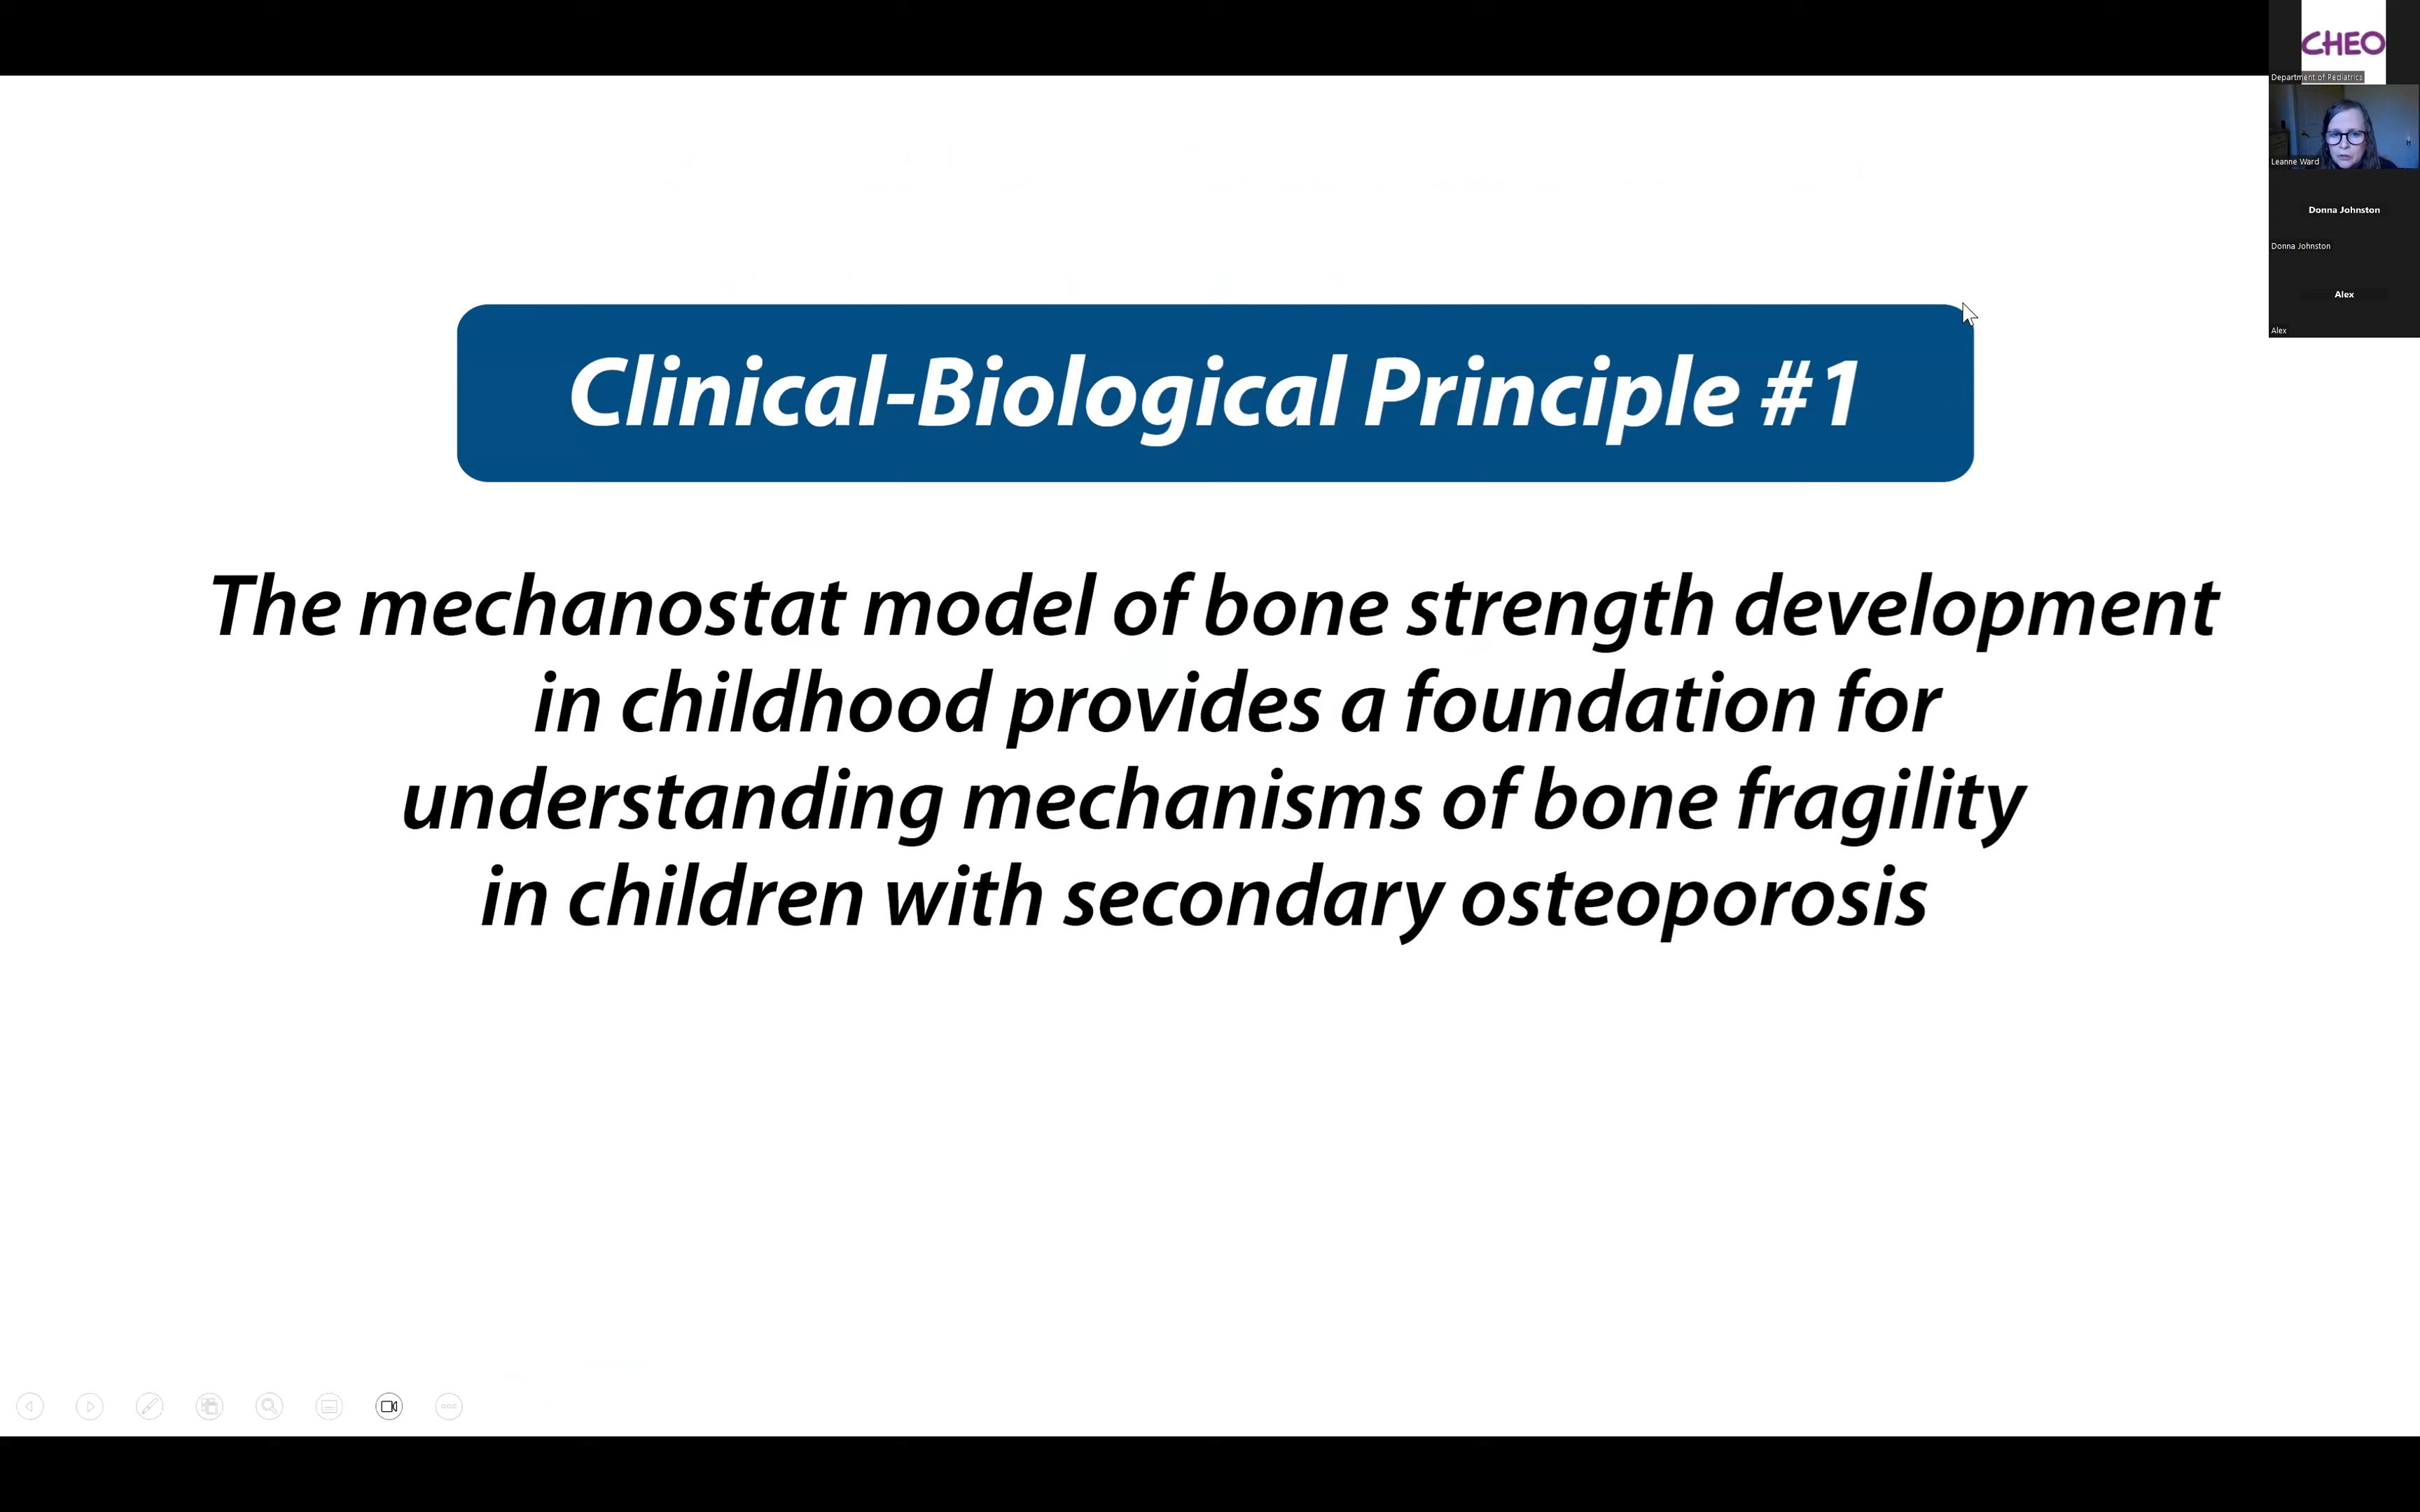 CHEO
Department of Pediatrics
Leanne Ward
Donna Johnston
Donna Johnston
Alex
Alex
Clinical-Biological Principle #1
The mechanostat model of bone strength development
in childhood provides a foundation for
understanding mechanisms of bone fragility
in children with secondary osteoporosis